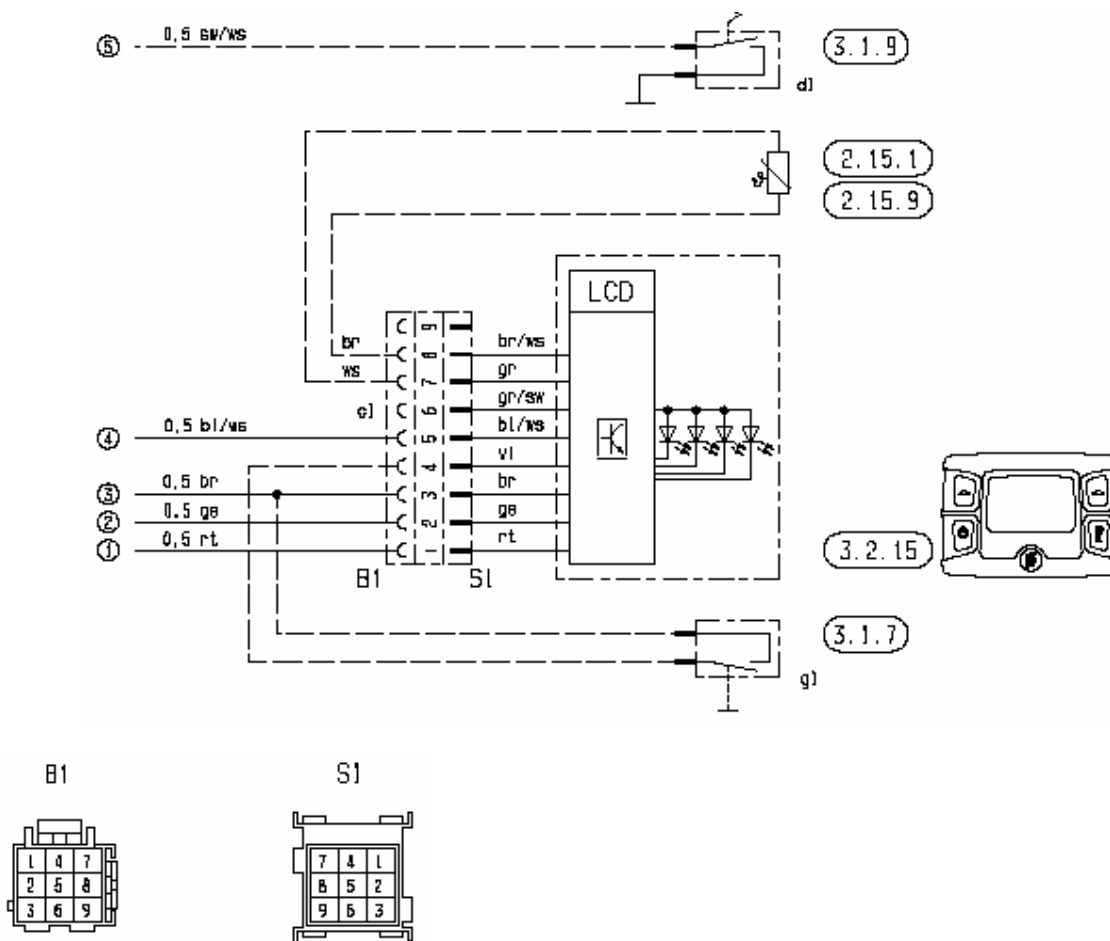 5 0,5 sw/ws 3.1.9
d)
2.15.1
2.15.9
LCD
9
br 8 br/ws
ws 7 gr
c) 6 gr/sw
4 0,5 bl/ws 5 bl/ws
4 vi
3 0,5 br 3 br
2 0.5 ge 2 ge
1 0,5 rt 1 rt
3.2.15
B1 S1
3.1.7
g)
B1 S1
1 4 7 7 4 1
2 5 8 8 5 2
3 6 9 9 6 3